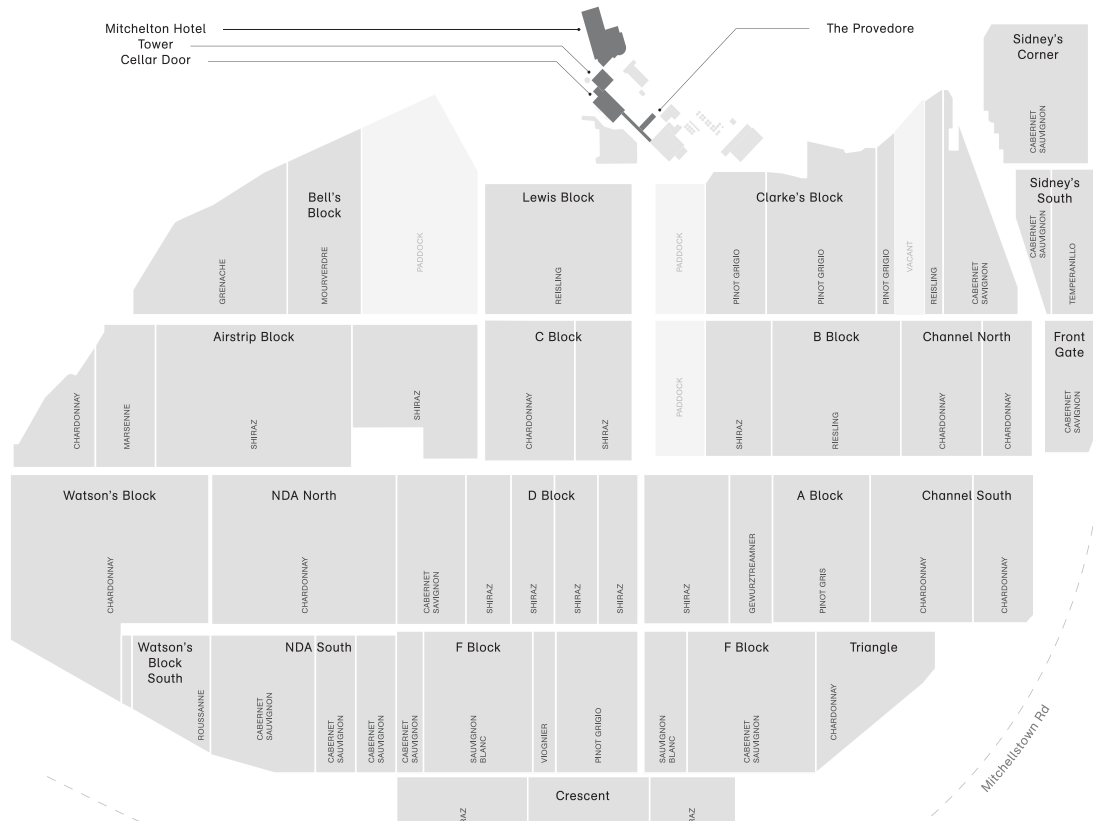 Mitchelton Hotel
Tower
Cellar Door
The Provedore
Sidney's
Corner
CABERNET
SAUVIGNON
Bell's
Block
GRENACHE
MOURVERDRE
PADDOCK
Lewis Block
REISLING
PADDOCK
Clarke's Block
PINOT GRIGIO
PINOT GRIGIO
PINOT GRIGIO
VACANT
REISLING
CABERNET
SAVIGNON
Sidney's
South
CABERNET
SAUVIGNON
TEMPERANILLO
Airstrip Block
CHARDONNAY
MARSENNE
SHIRAZ
SHIRAZ
C Block
CHARDONNAY
SHIRAZ
PADDOCK
B Block
SHIRAZ
RIESLING
Channel North
CHARDONNAY
CHARDONNAY
Front
Gate
CABERNET
SAVIGNON
Watson's Block
CHARDONNAY
NDA North
CHARDONNAY
D Block
CABERNET
SAVIGNON
SHIRAZ
SHIRAZ
SHIRAZ
SHIRAZ
A Block
SHIRAZ
GEWURZTREAMNER
PINOT GRIS
Channel South
CHARDONNAY
CHARDONNAY
Watson's
Block
South
ROUSSANNE
NDA South
CABERNET
SAUVIGNON
CABERNET
SAUVIGNON
CABERNET
SAUVIGNON
F Block
CABERNET
SAUVIGNON
SAUVIGNON
BLANC
VIOGNIER
PINOT GRIGIO
F Block
SAUVIGNON
BLANC
CABERNET
SAUVIGNON
Triangle
CHARDONNAY
Mitchellstown Rd
Crescent